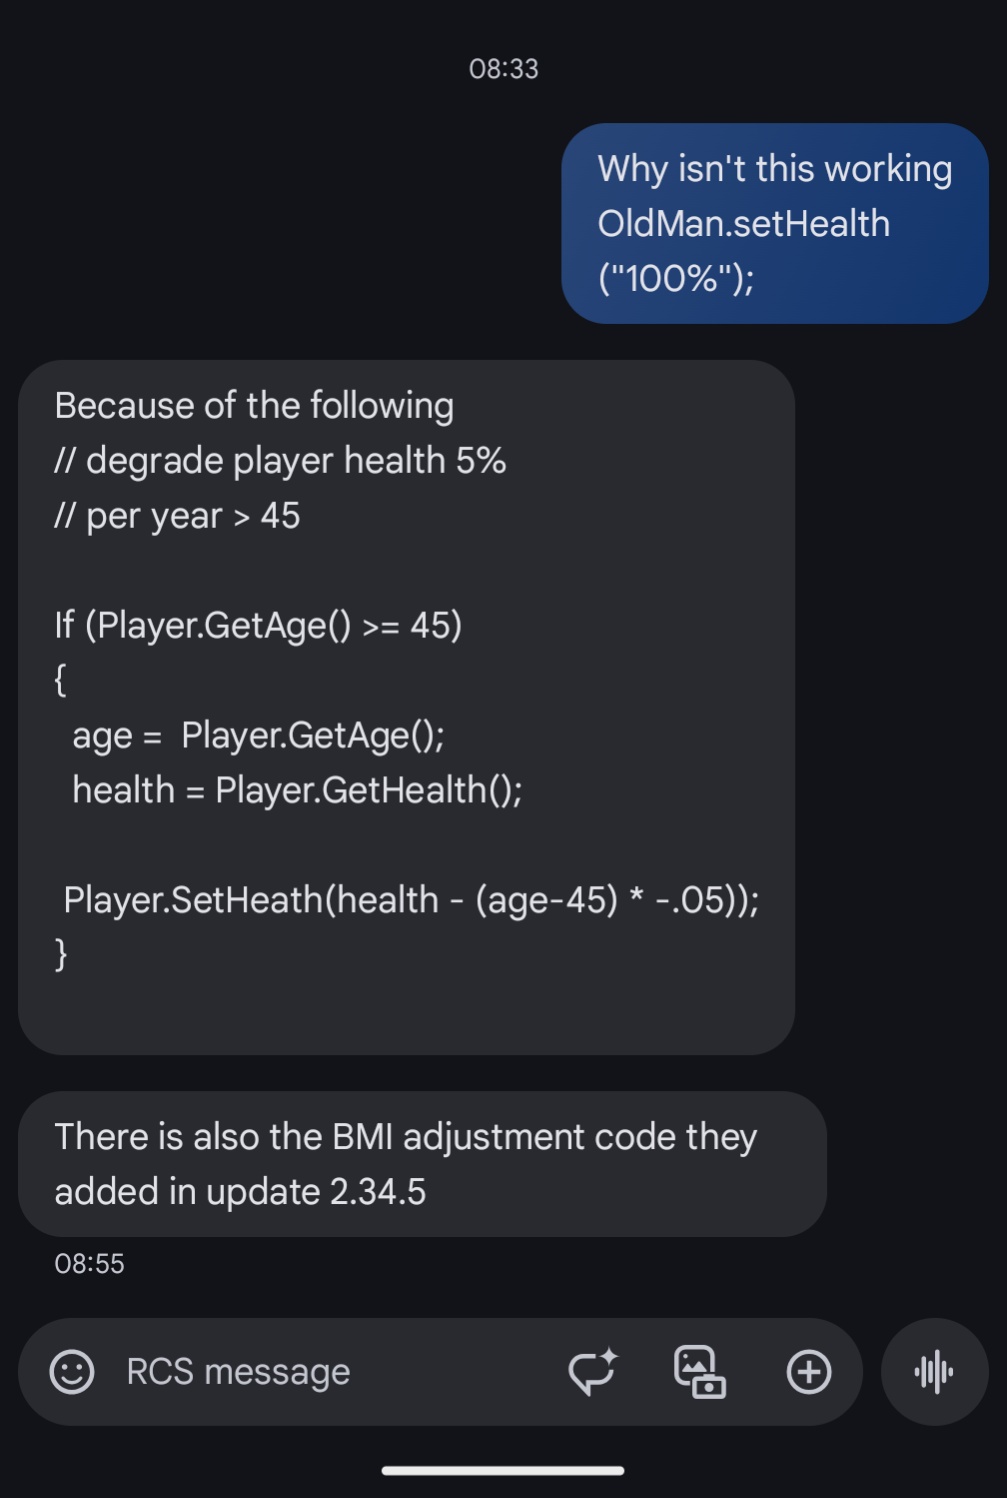 08:33
Why isn't this working
OldMan.setHealth
("100%");
Because of the following
// degrade player health 5%
// per year > 45
If (Player.GetAge() >= 45)
{
age =  Player.GetAge();
health = Player.GetHealth();
Player.SetHeath(health - (age-45) * -.05));
}
There is also the BMI adjustment code they
added in update 2.34.5
08:55
RCS message